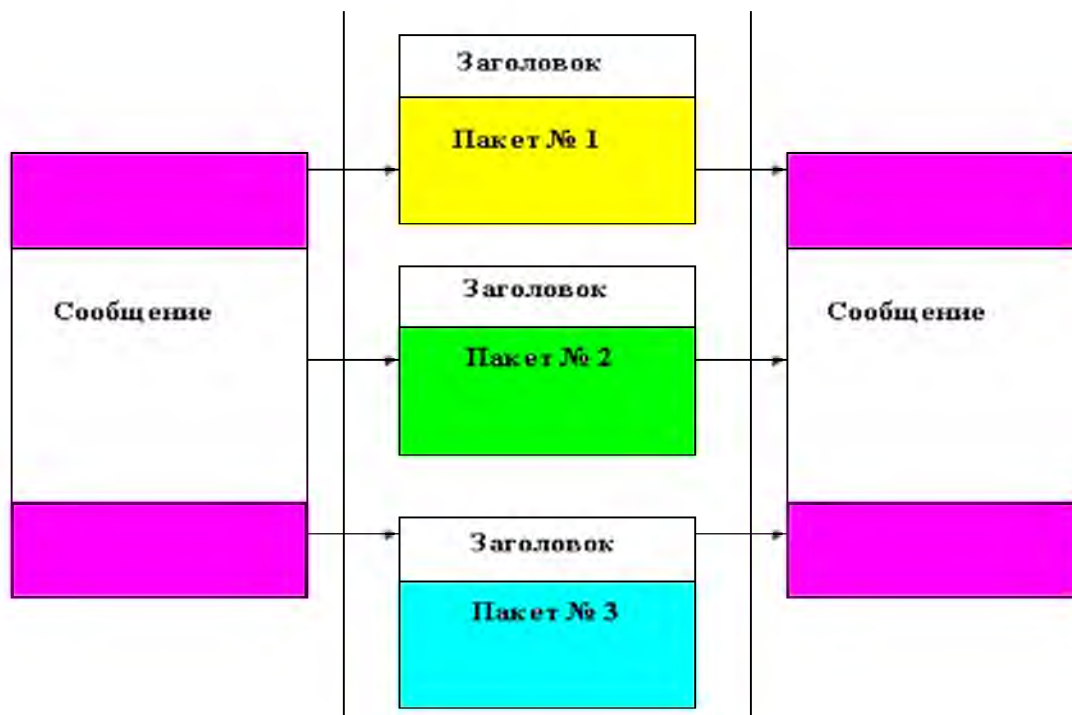 Заголовок
Пакет № 1
Сообщение
Заголовок
Пакет № 2
Сообщение
Заголовок
Пакет № 3